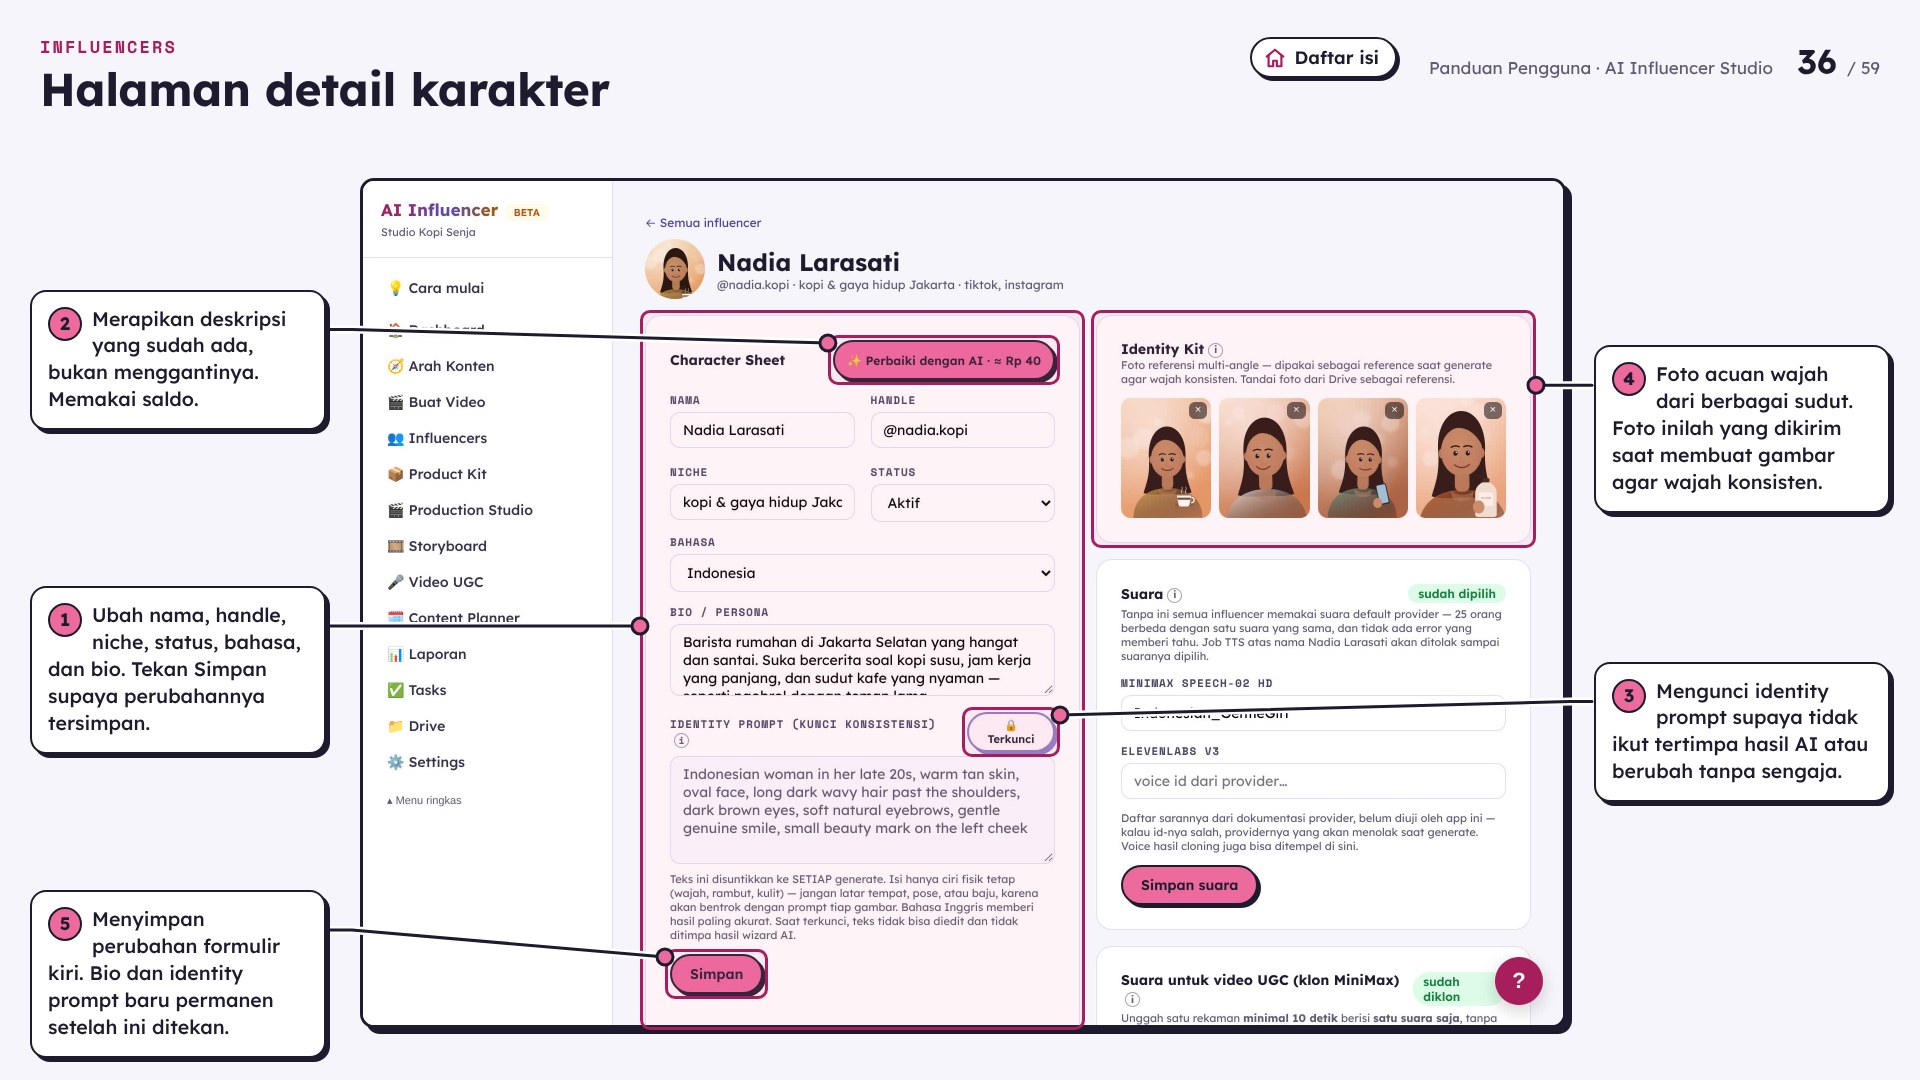 INFLUENCERS
Halaman detail karakter
Daftar isi
Panduan Pengguna · AI Influencer Studio
36 / 59
2 Merapikan deskripsi
yang sudah ada,
bukan menggantinya.
Memakai saldo.
1 Ubah nama, handle,
niche, status, bahasa,
dan bio. Tekan Simpan
supaya perubahannya
tersimpan.
5 Menyimpan
perubahan formulir
kiri. Bio dan identity
prompt baru permanen
setelah ini ditekan.
AI Influencer BETA
Studio Kopi Senja
Cara mulai
Dashboard
Arah Konten
Buat Video
Influencers
Product Kit
Production Studio
Storyboard
Video UGC
Content Planner
Laporan
Tasks
Drive
Settings
▴ Menu ringkas
← Semua influencer
Nadia Larasati
@nadia.kopi · kopi & gaya hidup Jakarta · tiktok, instagram
Character Sheet
✨ Perbaiki dengan AI · ≈ Rp 40
NAMA
HANDLE
Nadia Larasati
@nadia.kopi
NICHE
STATUS
kopi & gaya hidup Jakc
Aktif
BAHASA
Indonesia
BIO / PERSONA
Barista rumahan di Jakarta Selatan yang hangat
dan santai. Suka bercerita soal kopi susu, jam kerja
yang panjang, dan sudut kafe yang nyaman —
seperti ngobrol dengan teman lama.
IDENTITY PROMPT (KUNCI KONSISTENSI)
i
🔒 Terkunci
Indonesian woman in her late 20s, warm tan skin,
oval face, long dark wavy hair past the shoulders,
dark brown eyes, soft natural eyebrows, gentle
genuine smile, small beauty mark on the left cheek
Teks ini disuntikkan ke SETIAP generate. Isi hanya ciri fisik tetap
(wajah, rambut, kulit) — jangan latar tempat, pose, atau baju, karena
akan bentrok dengan prompt tiap gambar. Bahasa Inggris memberi
hasil paling akurat. Saat terkunci, teks tidak bisa diedit dan tidak
ditimpa hasil wizard AI.
Simpan
Identity Kit i
Foto referensi multi-angle — dipakai sebagai reference saat generate
agar wajah konsisten. Tandai foto dari Drive sebagai referensi.
× × × ×
Suara i
sudah dipilih
Tanpa ini semua influencer memakai suara default provider — 25 orang
berbeda dengan satu suara yang sama, dan tidak ada error yang
memberi tahu. Job TTS atas nama Nadia Larasati akan ditolak sampai
suaranya dipilih.
MINIMAX SPEECH-02 HD
Indonesian_GentleGirl
ELEVENLABS V3
voice id dari provider…
Daftar sarannya dari dokumentasi provider, belum diuji oleh app ini —
kalau id-nya salah, providernya yang akan menolak saat generate.
Voice hasil cloning juga bisa ditempel di sini.
Simpan suara
Suara untuk video UGC (klon MiniMax)
i
sudah
diklon
Unggah satu rekaman minimal 10 detik berisi satu suara saja, tanpa
?
4 Foto acuan wajah
dari berbagai sudut.
Foto inilah yang dikirim
saat membuat gambar
agar wajah konsisten.
3 Mengunci identity
prompt supaya tidak
ikut tertimpa hasil AI atau
berubah tanpa sengaja.